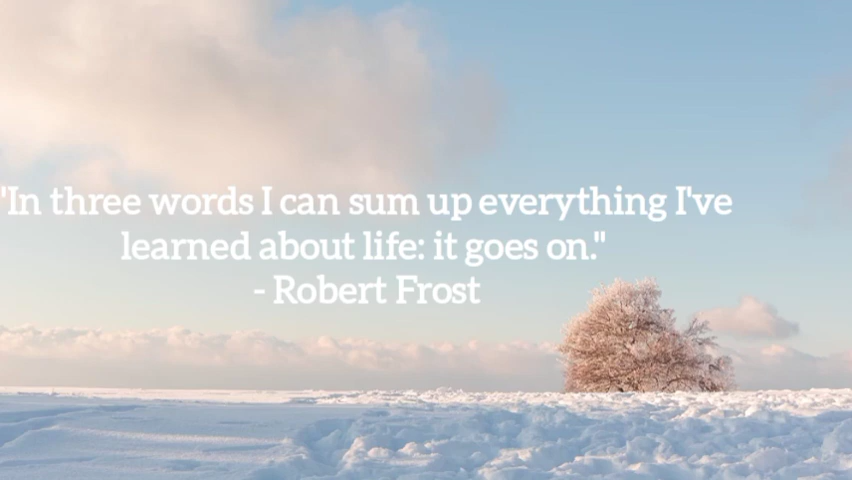 "In three words I can sum up everything I've
learned about life: it goes on."
- Robert Frost